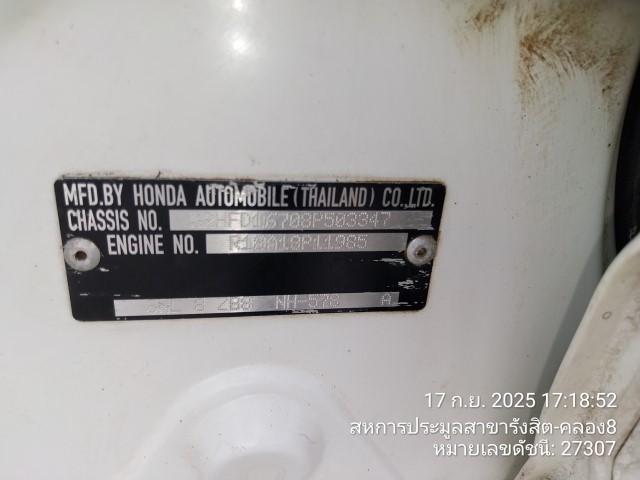 MFD.BY HONDA AUTOMOBILE (THAILAND) CO.,LTD.
CHASSIS NO.
ENGINE NO. R18A18P11985
NH-578 A
17 ก.ย. 2025 17:18:52
สหการประมูลสาขารังสิต-คลอง8
หมายเลขดัชนี: 27307